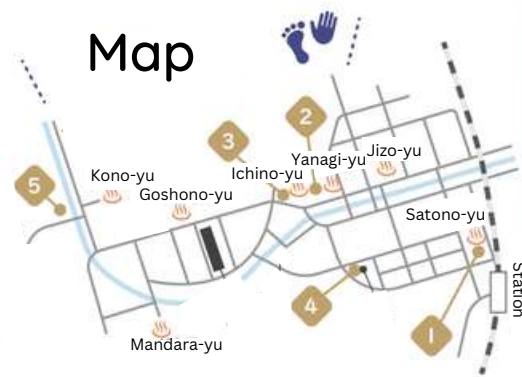 Map
2
3
Yanagi-yu
Jizo-yu
Ichino-yu
5
Kono-yu
Goshono-yu
Satono-yu
Station
4
1
Mandara-yu